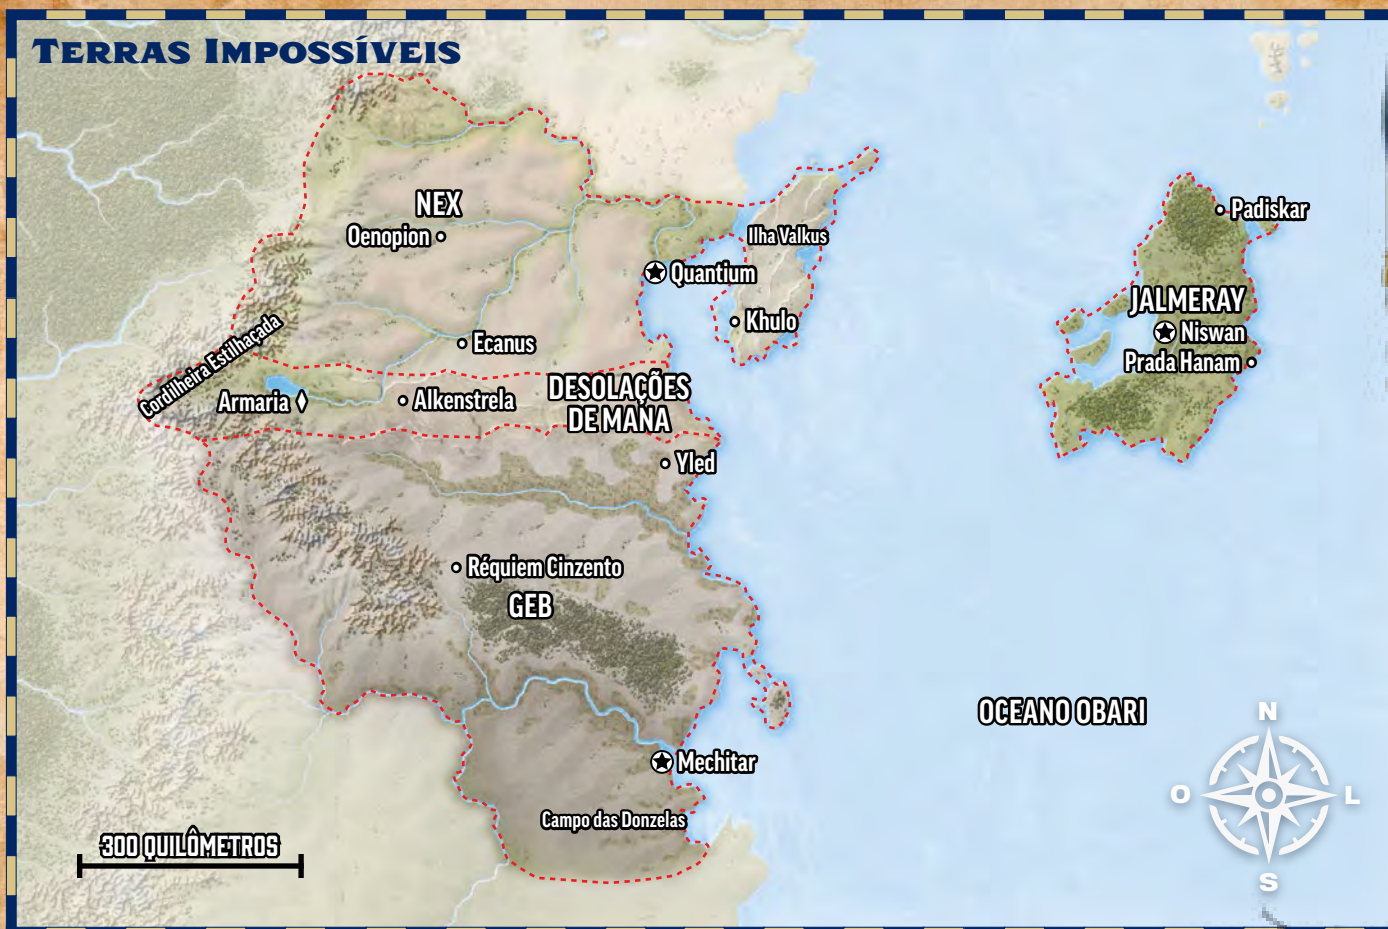 TERRAS IMPOSSÍVEIS
NEX
Oenopion
Ilha Valkus
Quantium
Khulo
Ecanus
Padiskar
JALMERAY
Niswan
Prada Hanam
Cordilheira Estilhaçada
Armaria
Alkenstrela
DESOLAÇÕES
DE MANA
Yled
Réquiem Cinzento
GEB
OCEANO OBARI
Mechitar
Campo das Donzelas
300 QUILÔMETROS
N
O
L
S